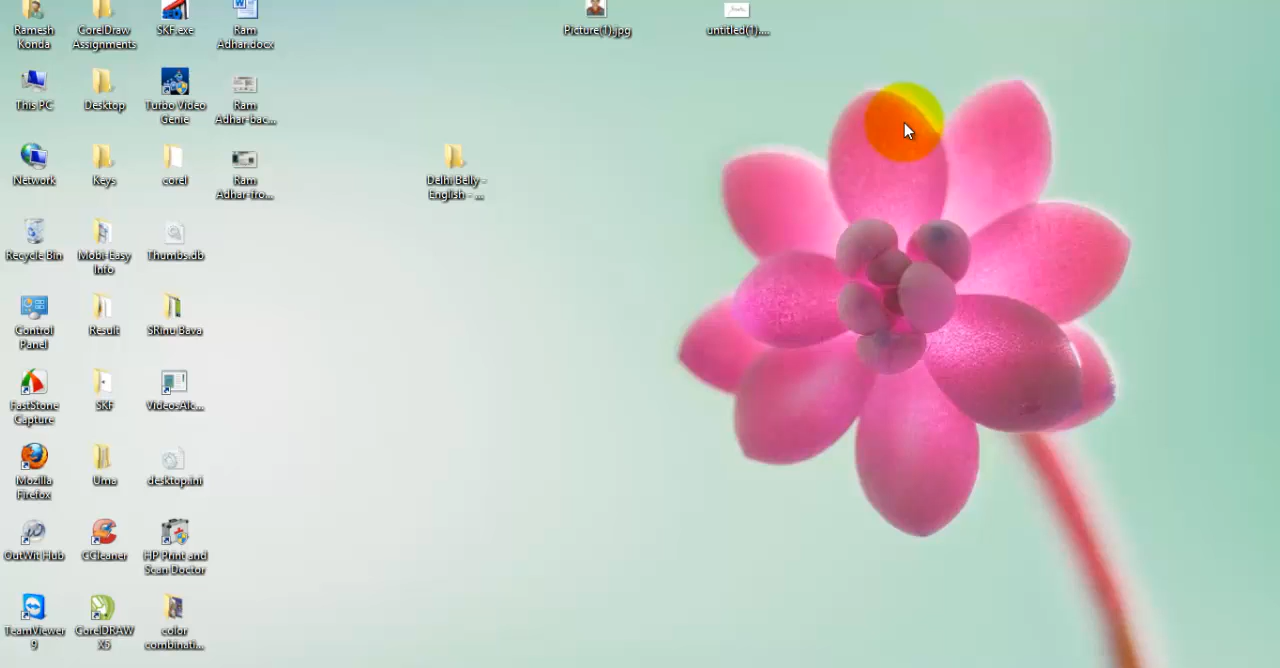 Ramesh
Konda
CorelDraw
Assignments
SKF.exe
Ram
Adhar.docx
Picture(1).jpg
untitled(1)....
This PC
Desktop
Turbo Video
Genie
Ram
Adhar-bac...
Network
Keys
corel
Ram
Adhar-fro...
Delhi Belly -
English - ...
Recycle Bin
Mobi-Easy
Info
Thumbs.db
Control
Panel
Result
SRinu Bava
FastStone
Capture
SKF
VideosAlc...
Mozilla
Firefox
Uma
desktop.ini
OutWit Hub
CCleaner
HP Print and
Scan Doctor
TeamViewer
9
CorelDRAW
X5
color
combinati...